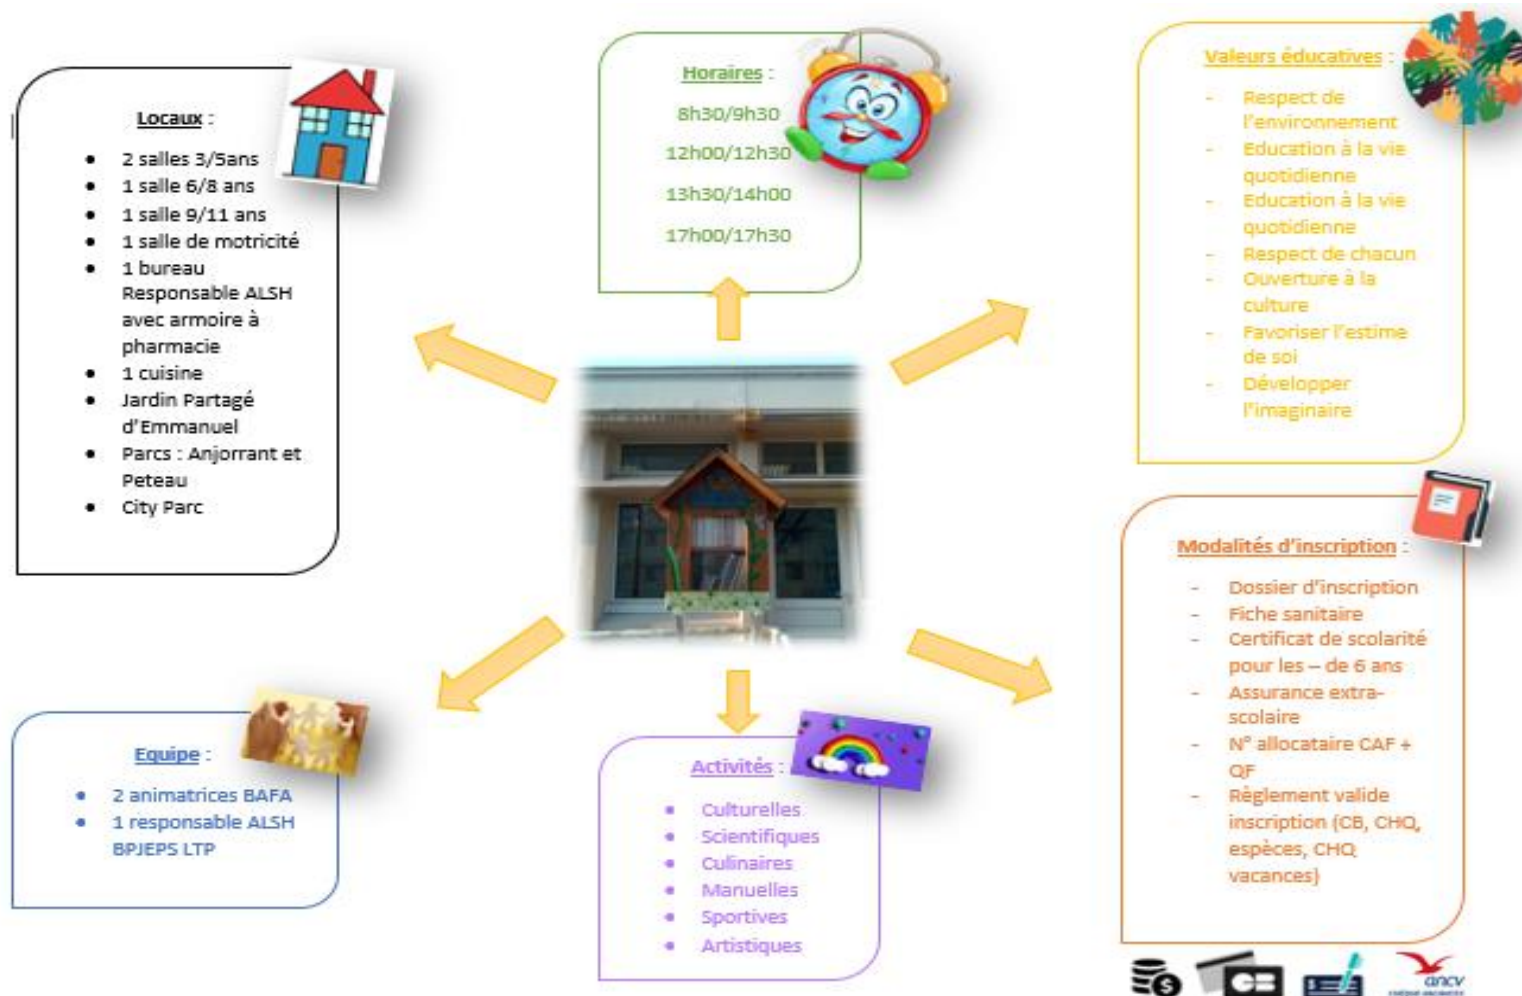 Locaux :
2 salles 3/5ans
1 salle 6/8 ans
1 salle 9/11 ans
1 salle de motricité
1 bureau
Responsable ALSH
avec armoire à
pharmacie
1 cuisine
Jardin Partagé
d'Emmanuel
Parcs : Anjorrant et
Peteau
City Parc
Horaires :
8h30/9h30
12h00/12h30
13h30/14h00
17h00/17h30
Valeurs éducatives :
- Respect de
l'environnement
- Education à la vie
quotidienne
- Education à la vie
quotidienne
- Respect de chacun
- Ouverture à la
culture
- Favoriser l'estime
de soi
- Développer
l'imaginaire
Equipe :
2 animatrices BAFA
1 responsable ALSH
BPJEPS LTP
Activités :
Culturelles
Scientifiques
Culinaires
Manuelles
Sportives
Artistiques
Modalités d'inscription :
- Dossier d'inscription
- Fiche sanitaire
- Certificat de scolarité
pour les – de 6 ans
- Assurance extra-
scolaire
- N° allocataire CAF +
QF
- Règlement valide
inscription (CB, CHQ,
espèces, CHQ
vacances)
CB
ancv